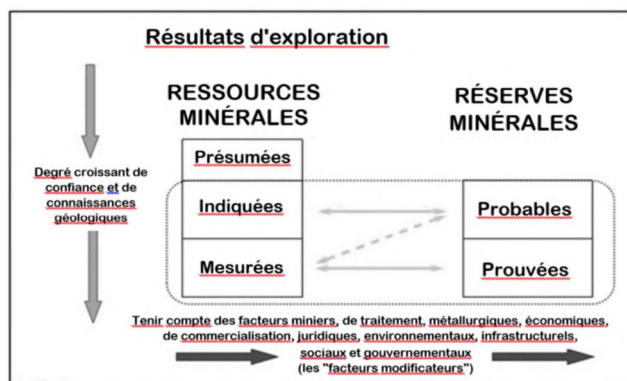 Résultats d'exploration
RESSOURCES
MINÉRALES
RÉSERVES
MINÉRALES
Présumées
Degré croissant de
confiance et de
connaissances
géologiques
Indiquées
Probables
Mesurées
Prouvées
Tenir compte des facteurs miniers, de traitement, métallurgiques, économiques,
de commercialisation, juridiques, environnementaux, infrastructurels,
sociaux et gouvernementaux
(les "facteurs modificateurs")